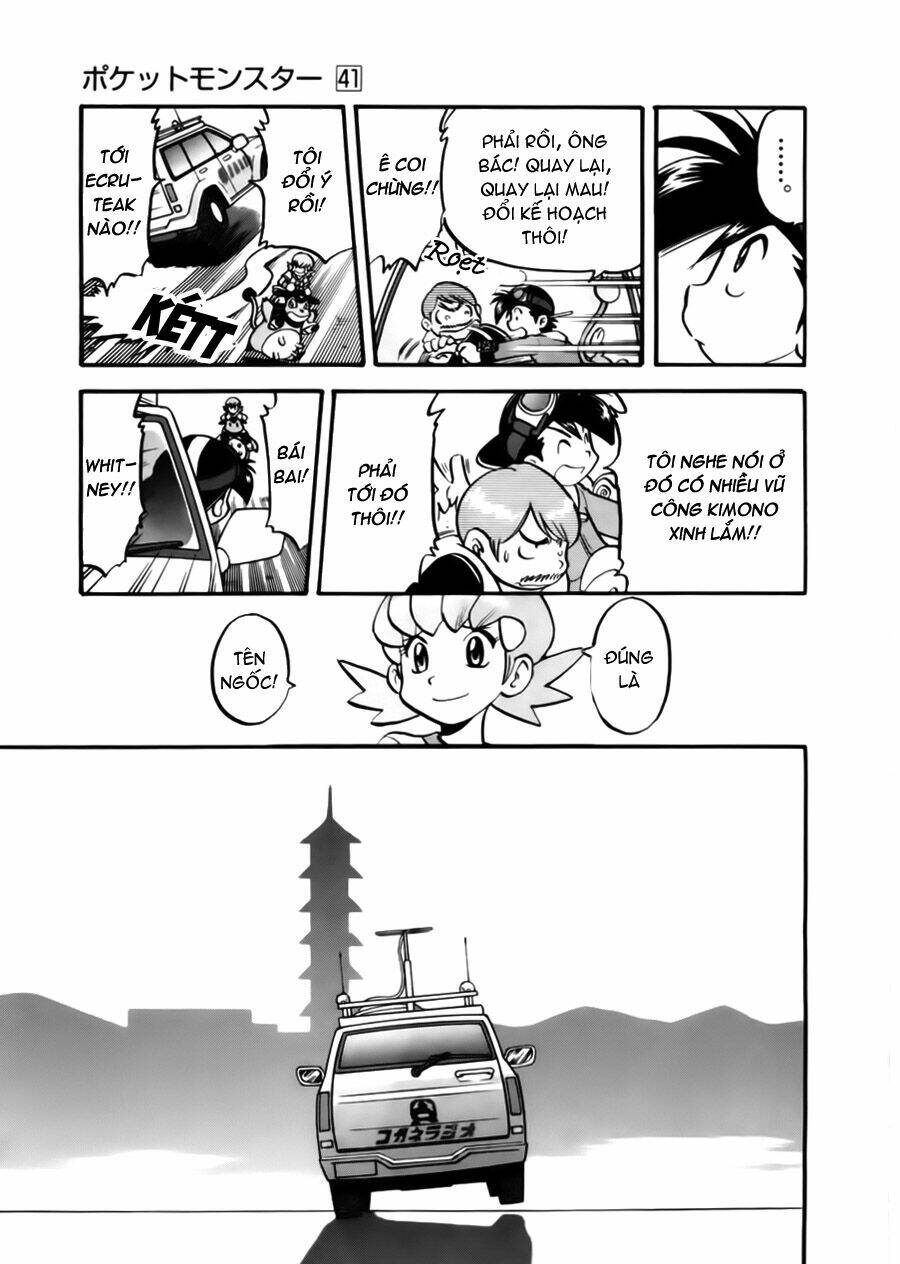 ポケットモンスター 41
………。
PHẢI RỒI, ÔNG
BÁC! QUAY LẠI,
QUAY LẠI MAU!
ĐỔI KẾ HOẠCH
THÔI!
Ê COI
CHỪNG!!
Roẹt
TÔI
ĐỔI Ý
RỒI!
TỚI
ECRU-
TEAK
NÀO!!
KÉTT
TÔI NGHE NÓI Ở
ĐÓ CÓ NHIỀU VŨ
CÔNG KIMONO
XINH LẮM!!
PHẢI
TỚI ĐÓ
THÔI!!
BÁI
BAI!
WHIT-
NEY!!
ĐÚNG
LÀ
TÊN
NGỐC!
コガネラジオ